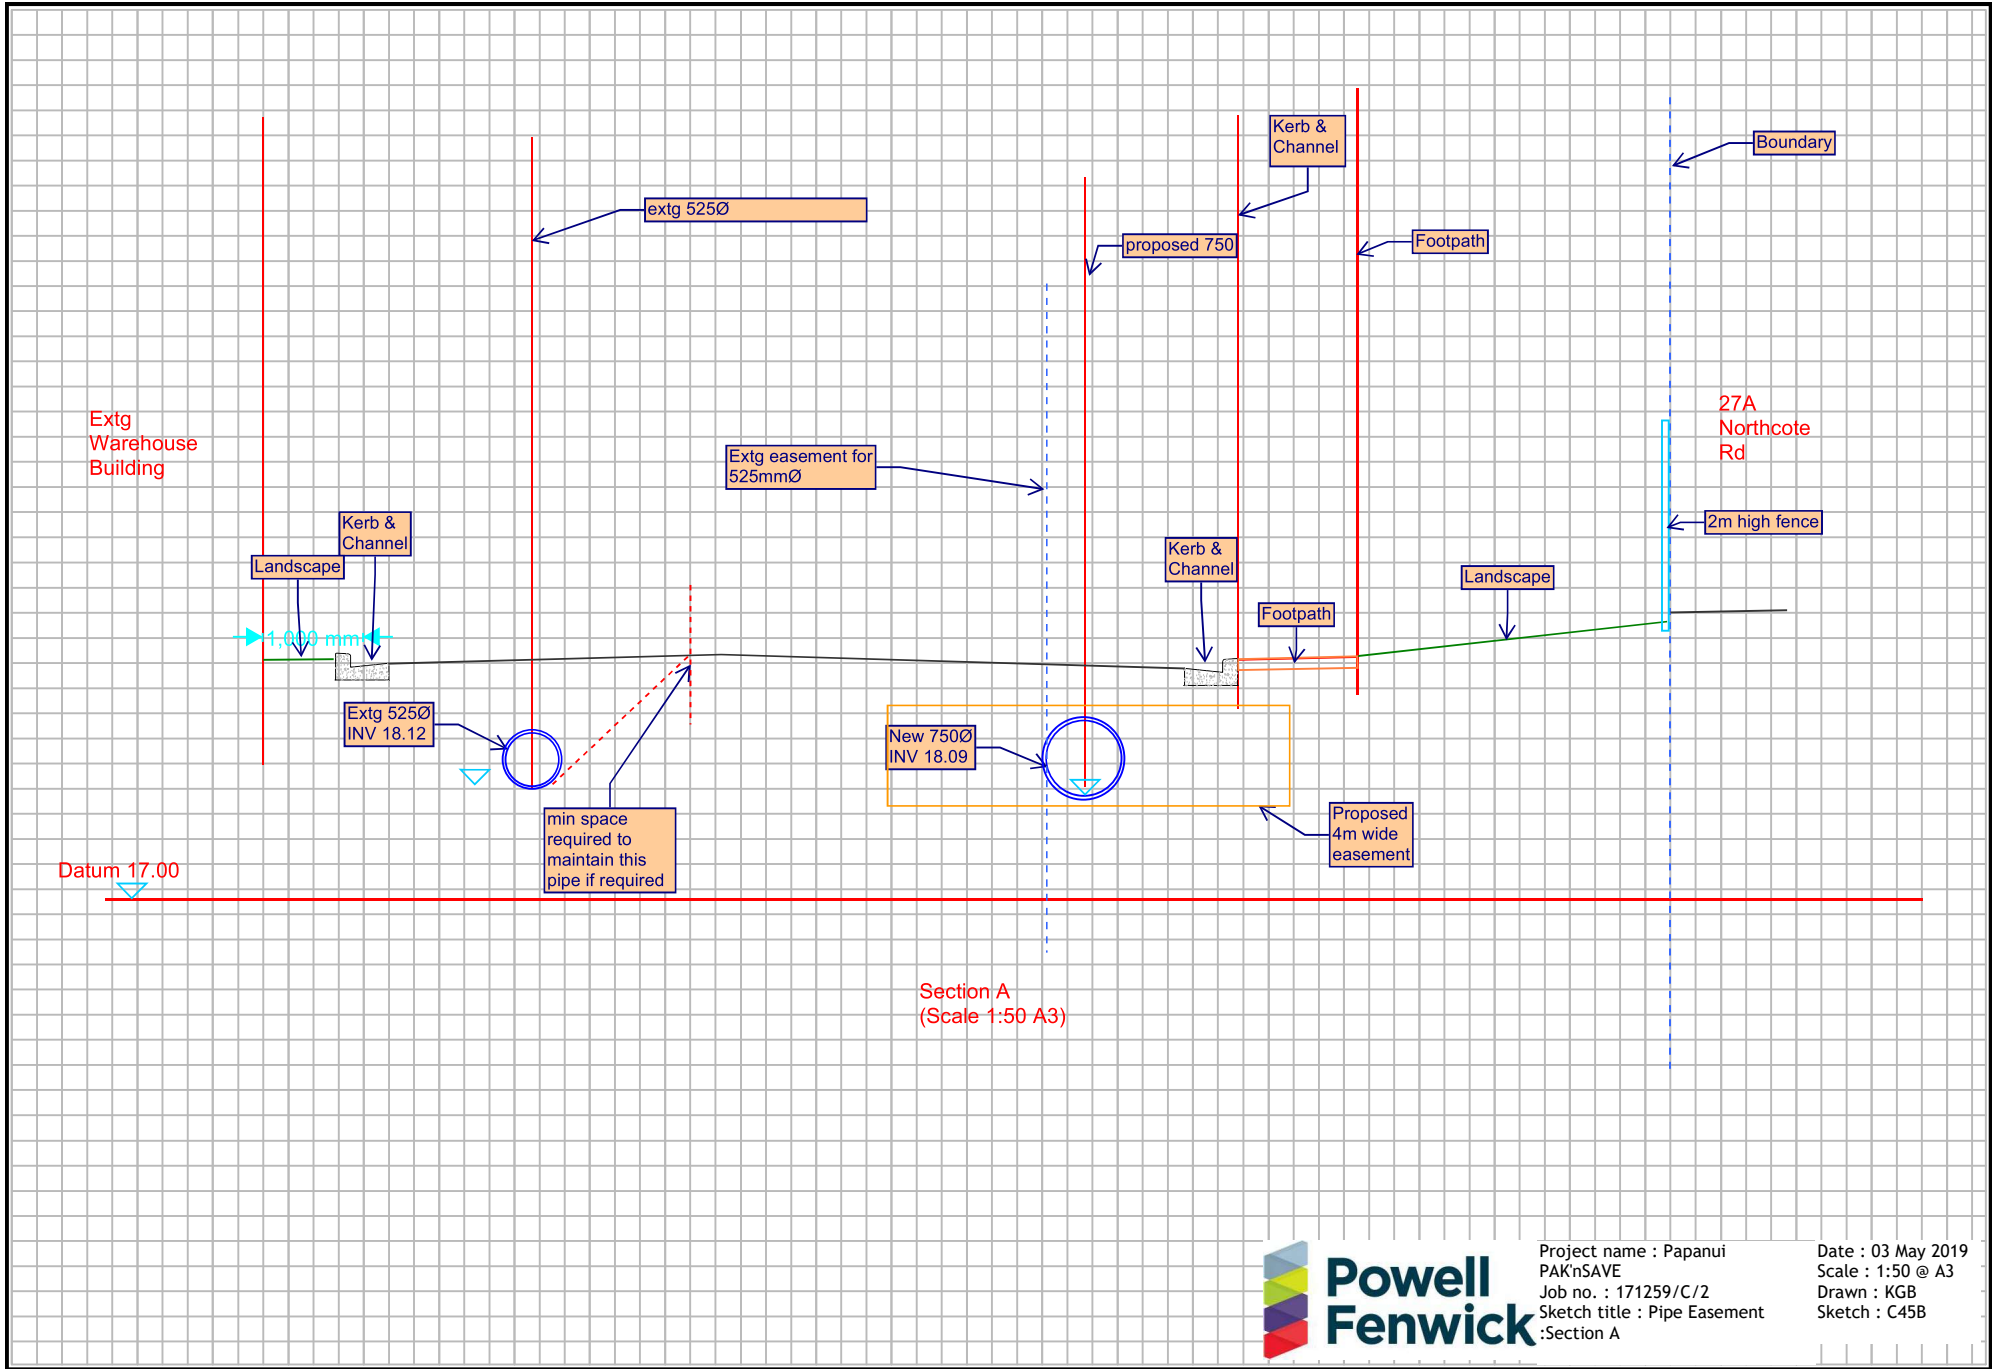 Kerb &
Channel
Boundary
extg 525Ø
proposed 750
Footpath
Extg
Warehouse
Building
27A
Northcote
Rd
Extg easement for
525mmØ
Kerb &
Channel
2m high fence
Landscape
Kerb &
Channel
Landscape
Footpath
1,000 mm
Extg 525Ø
INV 18.12
New 750Ø
INV 18.09
min space
required to
maintain this
pipe if required
Proposed
4m wide
easement
Datum 17.00
Section A
(Scale 1:50 A3)
Powell
Fenwick
Project name : Papanui
PAK'nSAVE
Job no. : 171259/C/2
Sketch title : Pipe Easement
:Section A
Date : 03 May 2019
Scale : 1:50 @ A3
Drawn : KGB
Sketch : C45B